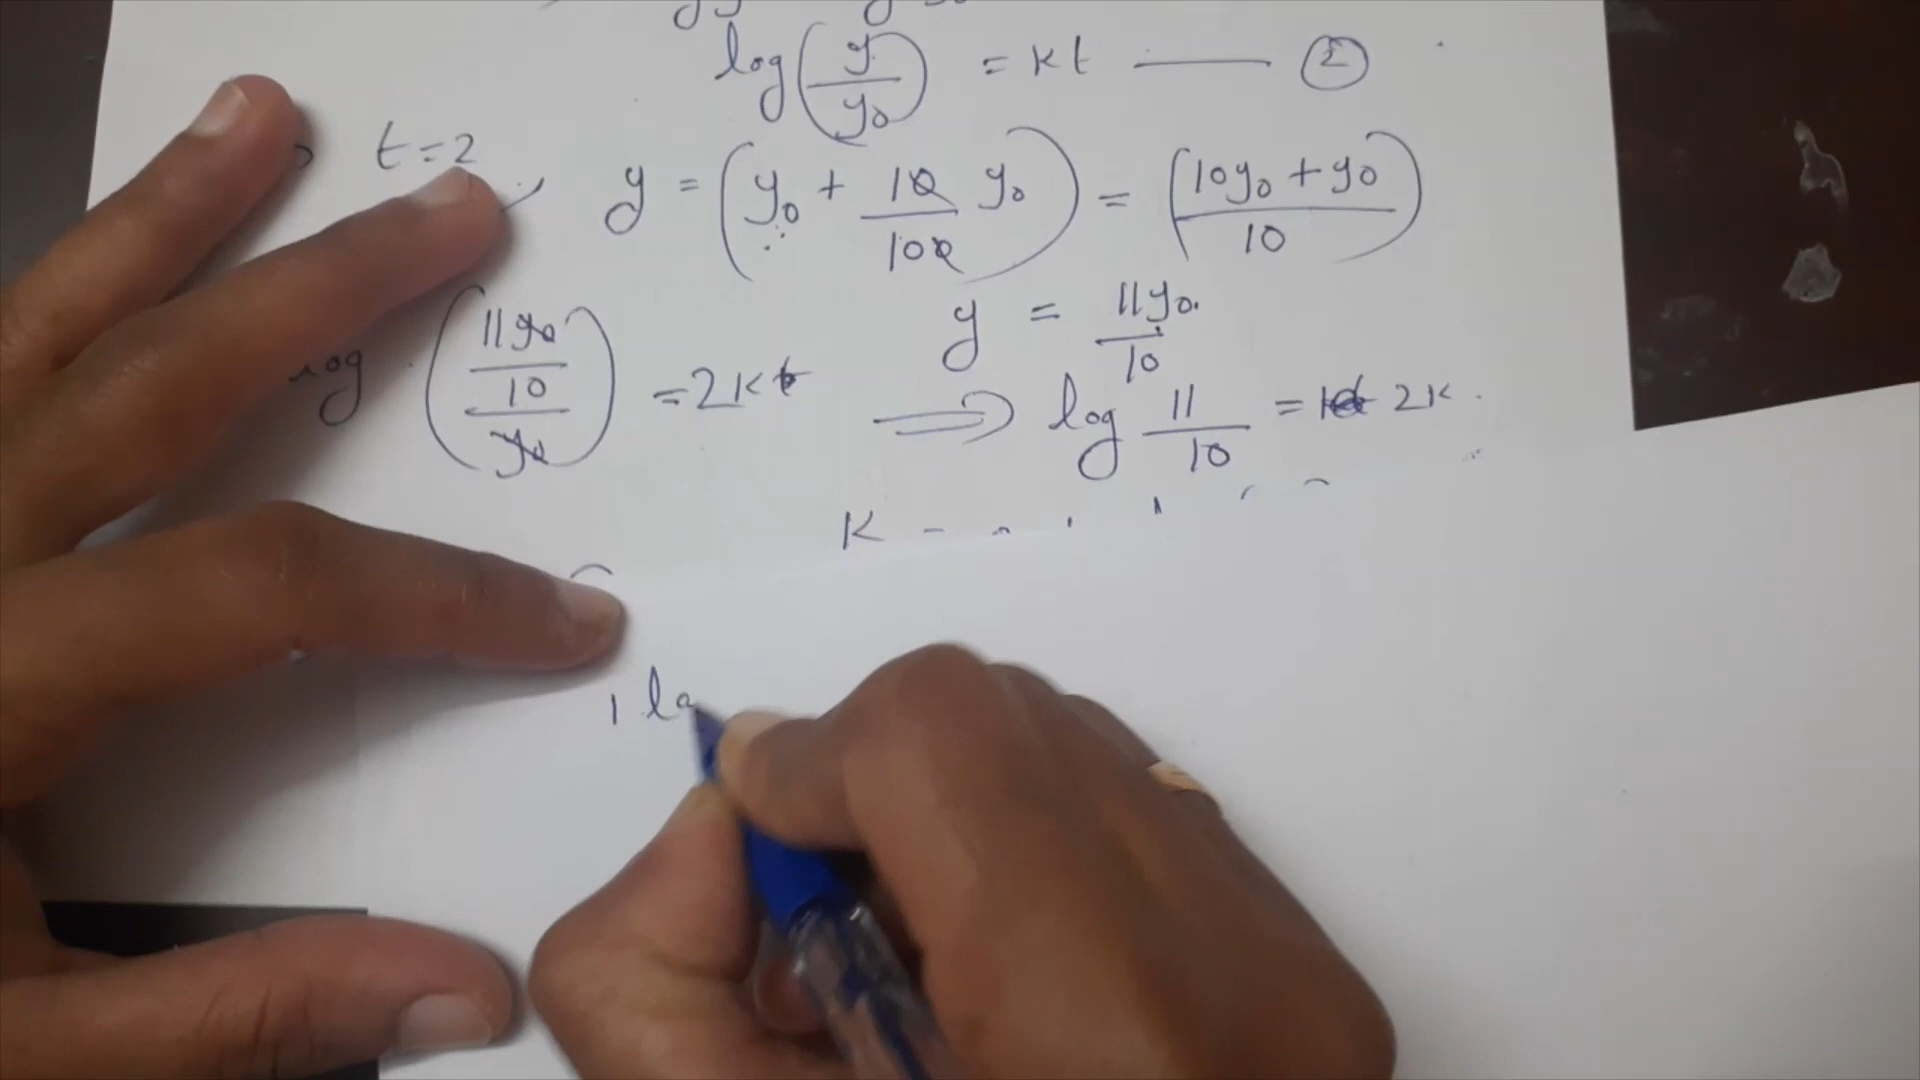 log(y/y0) = kt —— ②
t=2
y = (y0 + 10/100 y0) = (10y0 + y0 / 10)
y = 11y0/10
log (11y0/10 / y0) = 2kt ⟹ log 11/10 = 2k
K
1 lo